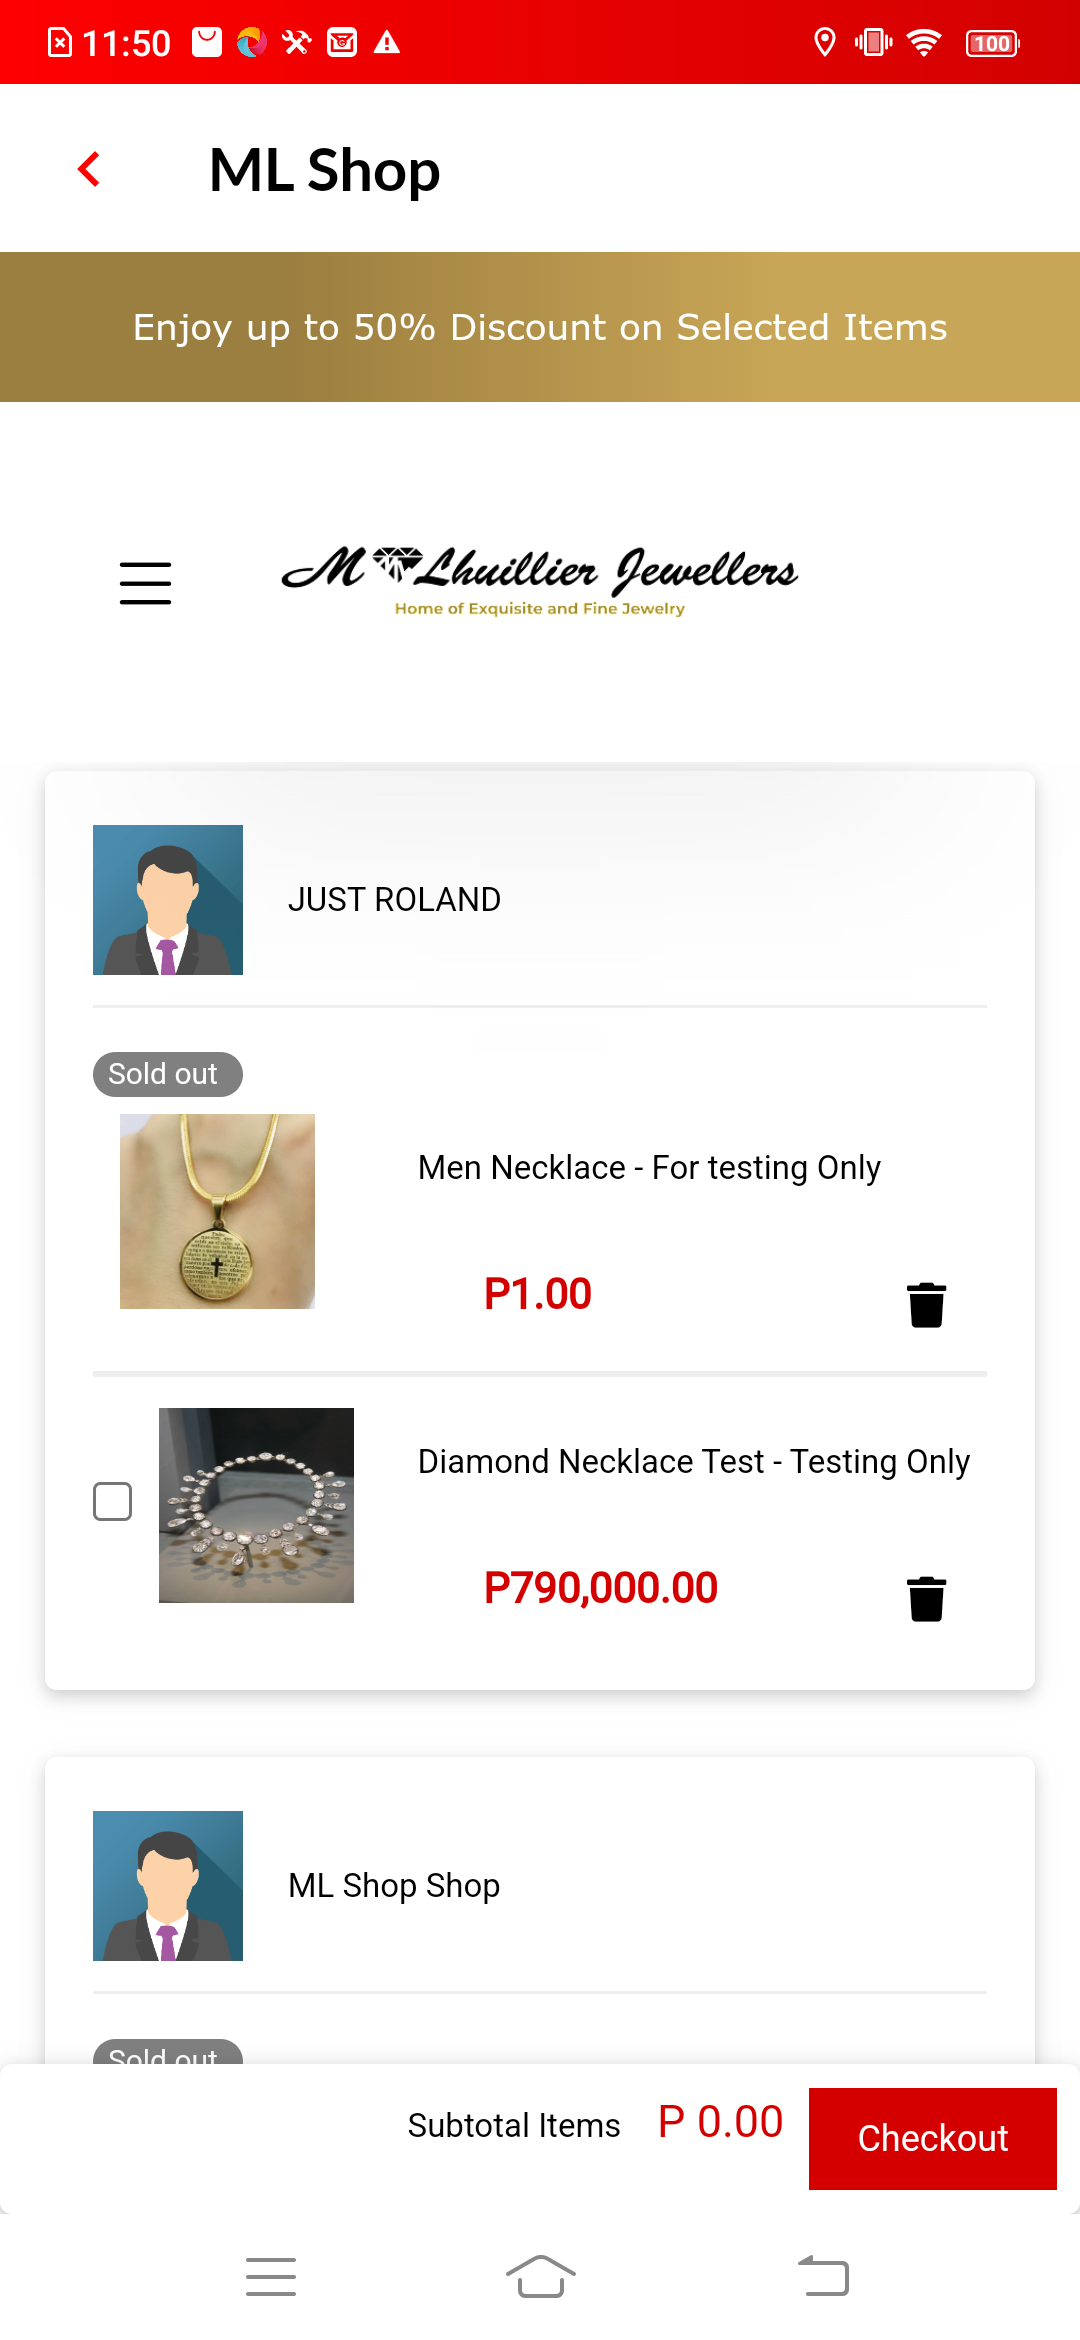 11:50
100
ML Shop
Enjoy up to 50% Discount on Selected Items
M Lhuillier Jewellers
Home of Exquisite and Fine Jewelry
JUST ROLAND
Sold out
Men Necklace - For testing Only
P1.00
Diamond Necklace Test - Testing Only
P790,000.00
ML Shop Shop
Sold out
Subtotal Items P 0.00 Checkout